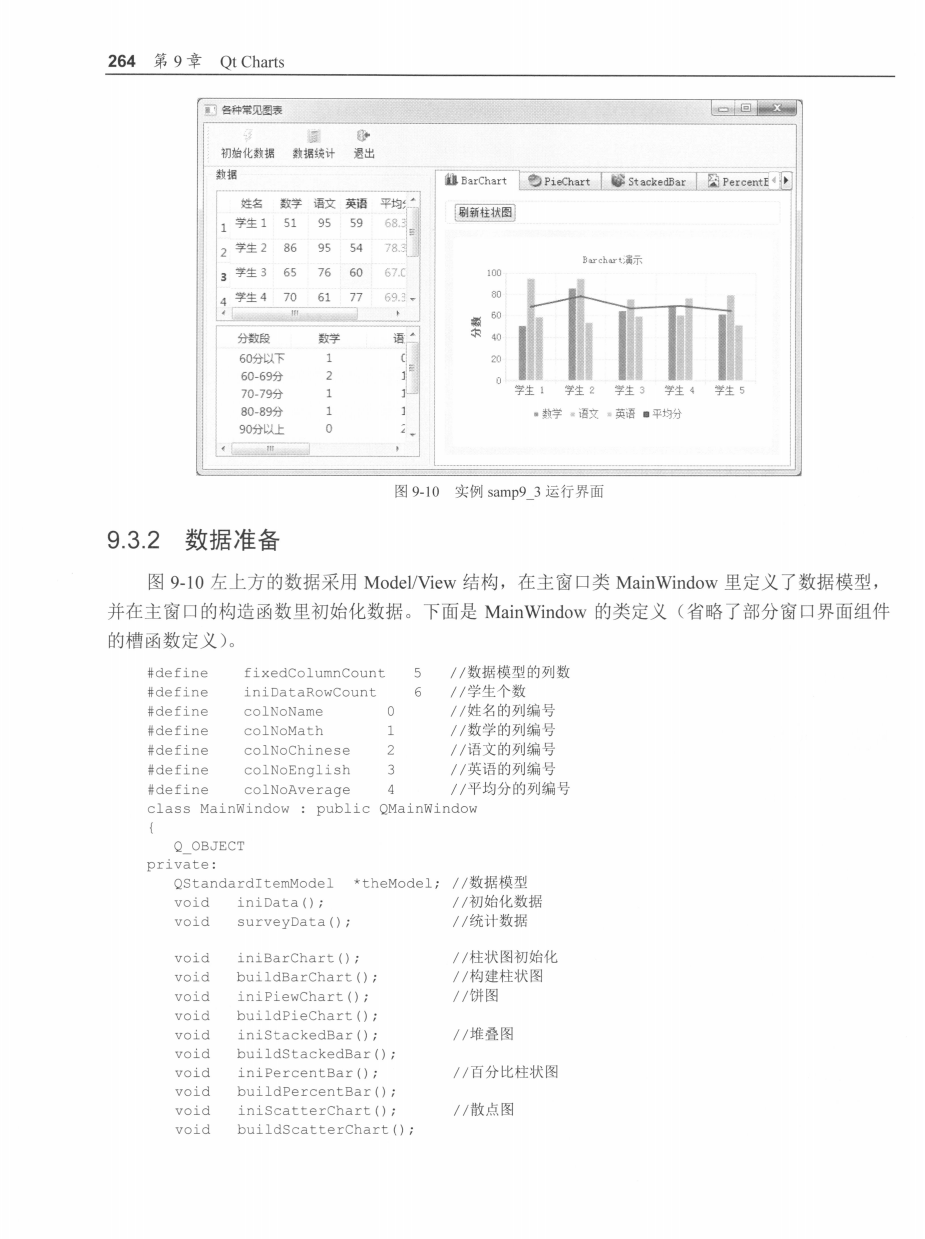 264 第 9 章 Qt Charts
各种常见图表
初始化数据 数据统计 退出
数据
姓名 数学 语文 英语
1 学生 1 51 95 59 68.3
2 学生 2 86 95 54 78.3
3 学生 3 65 76 60
4 学生 4 70 61 77 69.3
分数段 数学 语
60分以下 1
60-69分 2
70-79分 1
80-89分 1
90分以上 0
BarChart PieChart StackedBar
刷新柱状图
Barchart演示
分数
100
80
60
40
20
0
学生 1 学生 2 学生 3 学生 4 学生 5
数学 语文 英语 平均分
图 9-10 实例 samp9_3 运行界面
9.3.2 数据准备
图 9-10 左上方的数据采用 Model/View 结构，在主窗口类 MainWindow 里定义了数据模型，
并在主窗口的构造函数里初始化数据。下面是 MainWindow 的类定义（省略了部分窗口界面组件
的槽函数定义）。
#define fixedColumnCount 5 //数据模型的列数
#define iniDataRowCount 6 //学生个数
#define colNoName 0 //姓名的列编号
#define colNoMath 1 //数学的列编号
#define colNoChinese 2 //语文的列编号
#define colNoEnglish 3 //英语的列编号
#define colNoAverage 4 //平均分的列编号
class MainWindow : public QMainWindow
{
Q_OBJECT
private:
QStandardItemModel *theModel; //数据模型
void iniData(); //初始化数据
void surveyData(); //统计数据
void iniBarChart(); //柱状图初始化
void buildBarChart(); //构建柱状图
void iniPiewChart(); //饼图
void buildPieChart();
void iniStackedBar(); //堆叠图
void buildStackedBar();
void iniPercentBar(); //百分比柱状图
void buildPercentBar();
void iniScatterChart(); //散点图
void buildScatterChart();